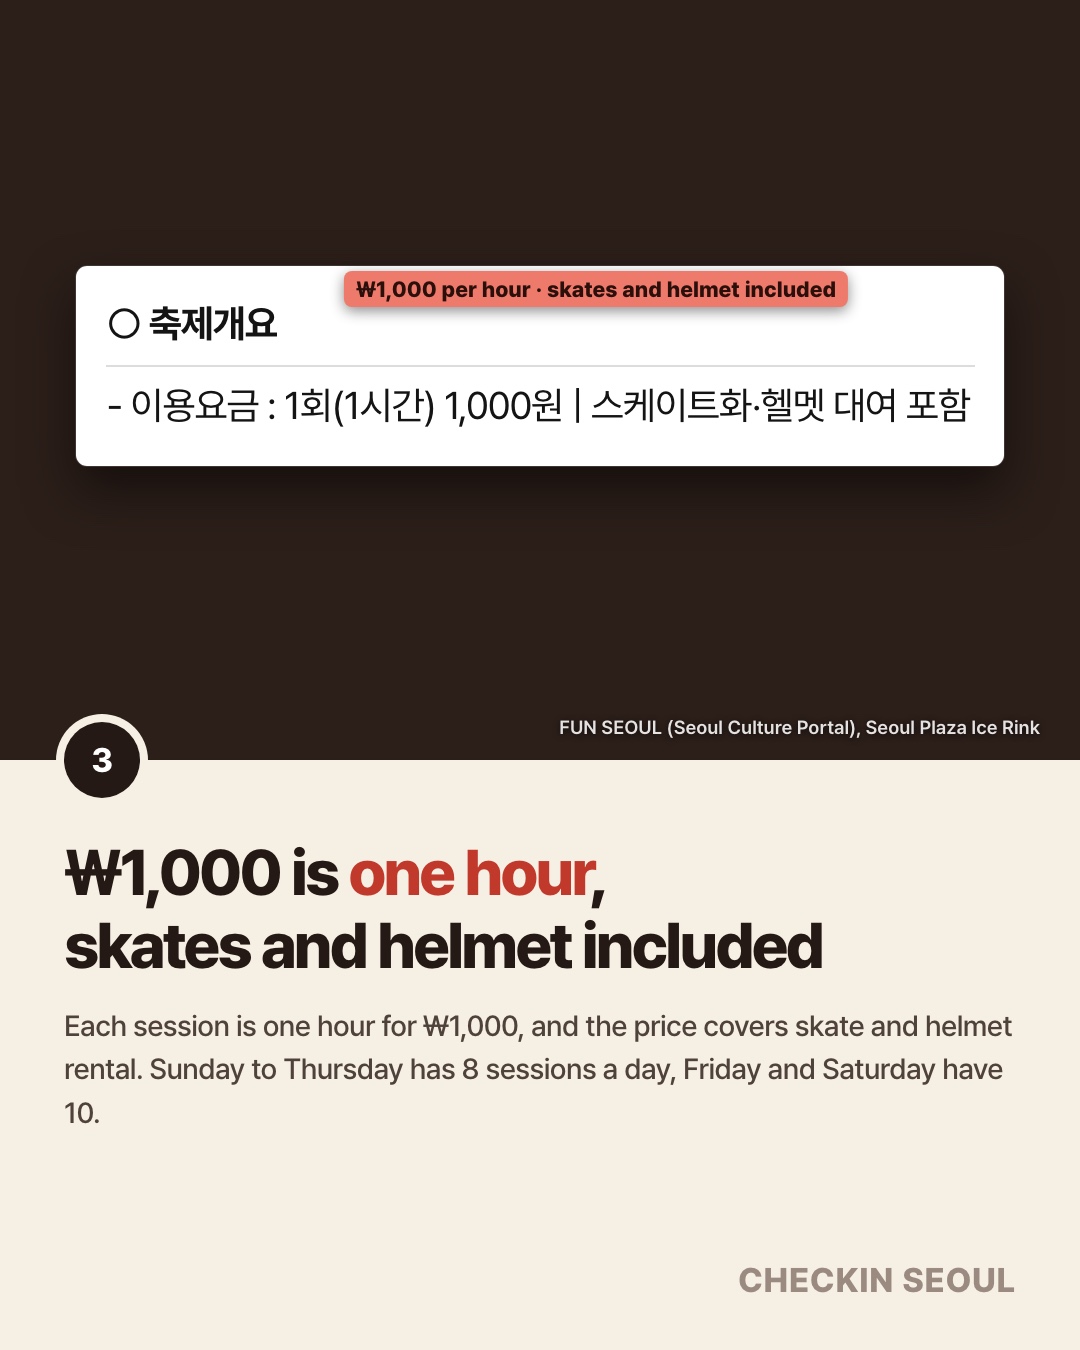 ₩1,000 per hour · skates and helmet included
○ 축제개요
- 이용요금 : 1회(1시간) 1,000원 | 스케이트화·헬멧 대여 포함
FUN SEOUL (Seoul Culture Portal), Seoul Plaza Ice Rink
3
₩1,000 is one hour,
skates and helmet included
Each session is one hour for ₩1,000, and the price covers skate and helmet
rental. Sunday to Thursday has 8 sessions a day, Friday and Saturday have
10.
CHECKIN SEOUL